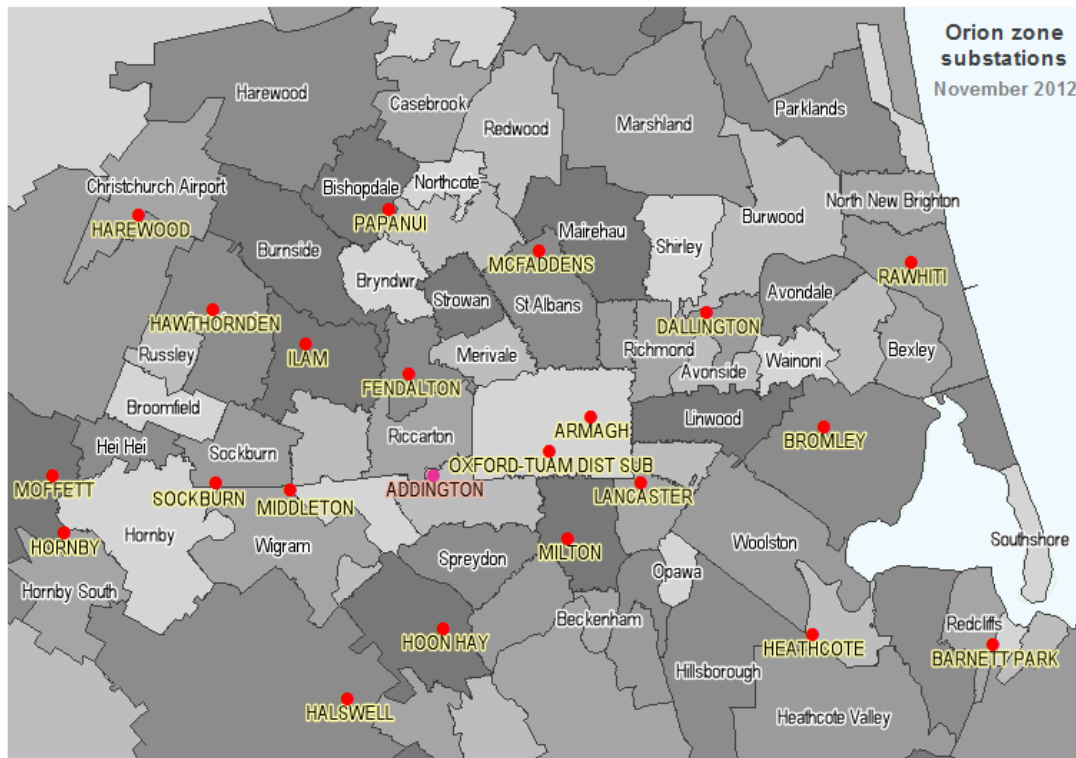 Orion zone
substations
November 2012
Harewood
Casebrook
Redwood
Marshland
Parklands
Christchurch Airport
Bishopdale
Northcote
North New Brighton
HAREWOOD
PAPANUI
Mairehau
Burwood
Burnside
MCFADDENS
Shirley
RAWHITI
Bryndwr
Strowan
St Albans
Avondale
HAWTHORNDEN
DALLINGTON
Russley
ILAM
Merivale
Richmond
Wainoni
Bexley
FENDALTON
Avonside
Broomfield
Riccarton
ARMAGH
Linwood
BROMLEY
Hei Hei
Sockburn
OXFORD-TUAM DIST SUB
MOFFETT
SOCKBURN
MIDDLETON
ADDINGTON
LANCASTER
Hornby
HORNBY
Wigram
Spreydon
MILTON
Woolston
Southshore
Opawa
Hornby South
Beckenham
Redcliffs
HOON HAY
HEATHCOTE
BARNETT PARK
Hillsborough
HALSWELL
Heathcote Valley